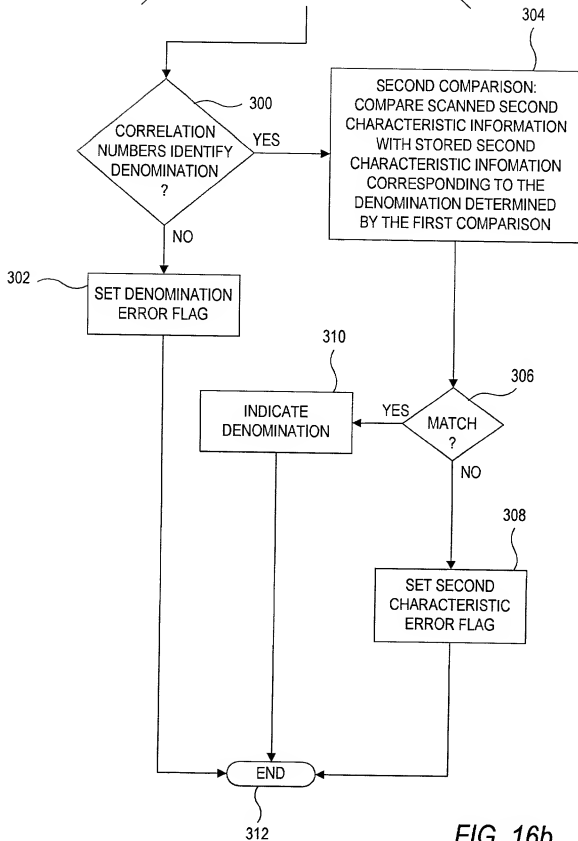 304
300
CORRELATION
NUMBERS IDENTIFY
DENOMINATION
?
YES
NO
SECOND COMPARISON:
COMPARE SCANNED SECOND
CHARACTERISTIC INFORMATION
WITH STORED SECOND
CHARACTERISTIC INFOMATION
CORRESPONDING TO THE
DENOMINATION DETERMINED
BY THE FIRST COMPARISON
302
SET DENOMINATION
ERROR FLAG
310
INDICATE
DENOMINATION
306
YES
MATCH
?
NO
308
SET SECOND
CHARACTERISTIC
ERROR FLAG
END
312
FIG. 16b